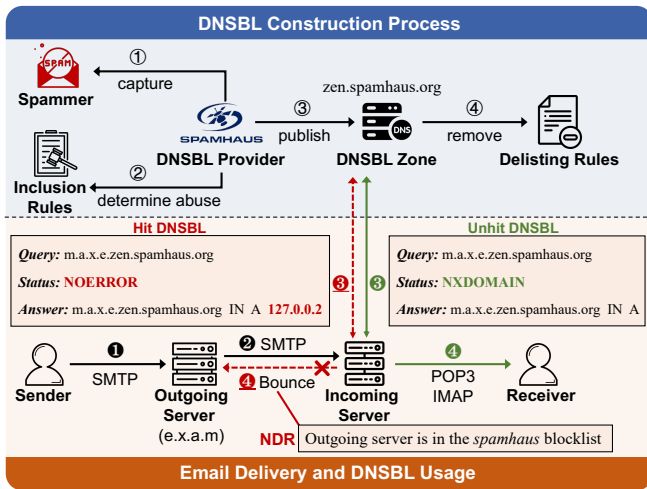 DNSBL Construction Process
SPAM
Spammer
①
capture
SPAMHAUS
DNSBL Provider
③
publish
zen.spamhaus.org
DNS
DNSBL Zone
④
remove
Delisting Rules
Inclusion
Rules
②
determine abuse
Hit DNSBL
Query: m.a.x.e.zen.spamhaus.org
Status: NOERROR
Answer: m.a.x.e.zen.spamhaus.org IN A 127.0.0.2
❸
❸
Unhit DNSBL
Query: m.a.x.e.zen.spamhaus.org
Status: NXDOMAIN
Answer: m.a.x.e.zen.spamhaus.org IN A
Sender
❶
SMTP
Outgoing
Server
(e.x.a.m)
❷ SMTP
❹ Bounce
Incoming
Server
❹
POP3
IMAP
Receiver
NDR
Outgoing server is in the spamhaus blocklist
Email Delivery and DNSBL Usage